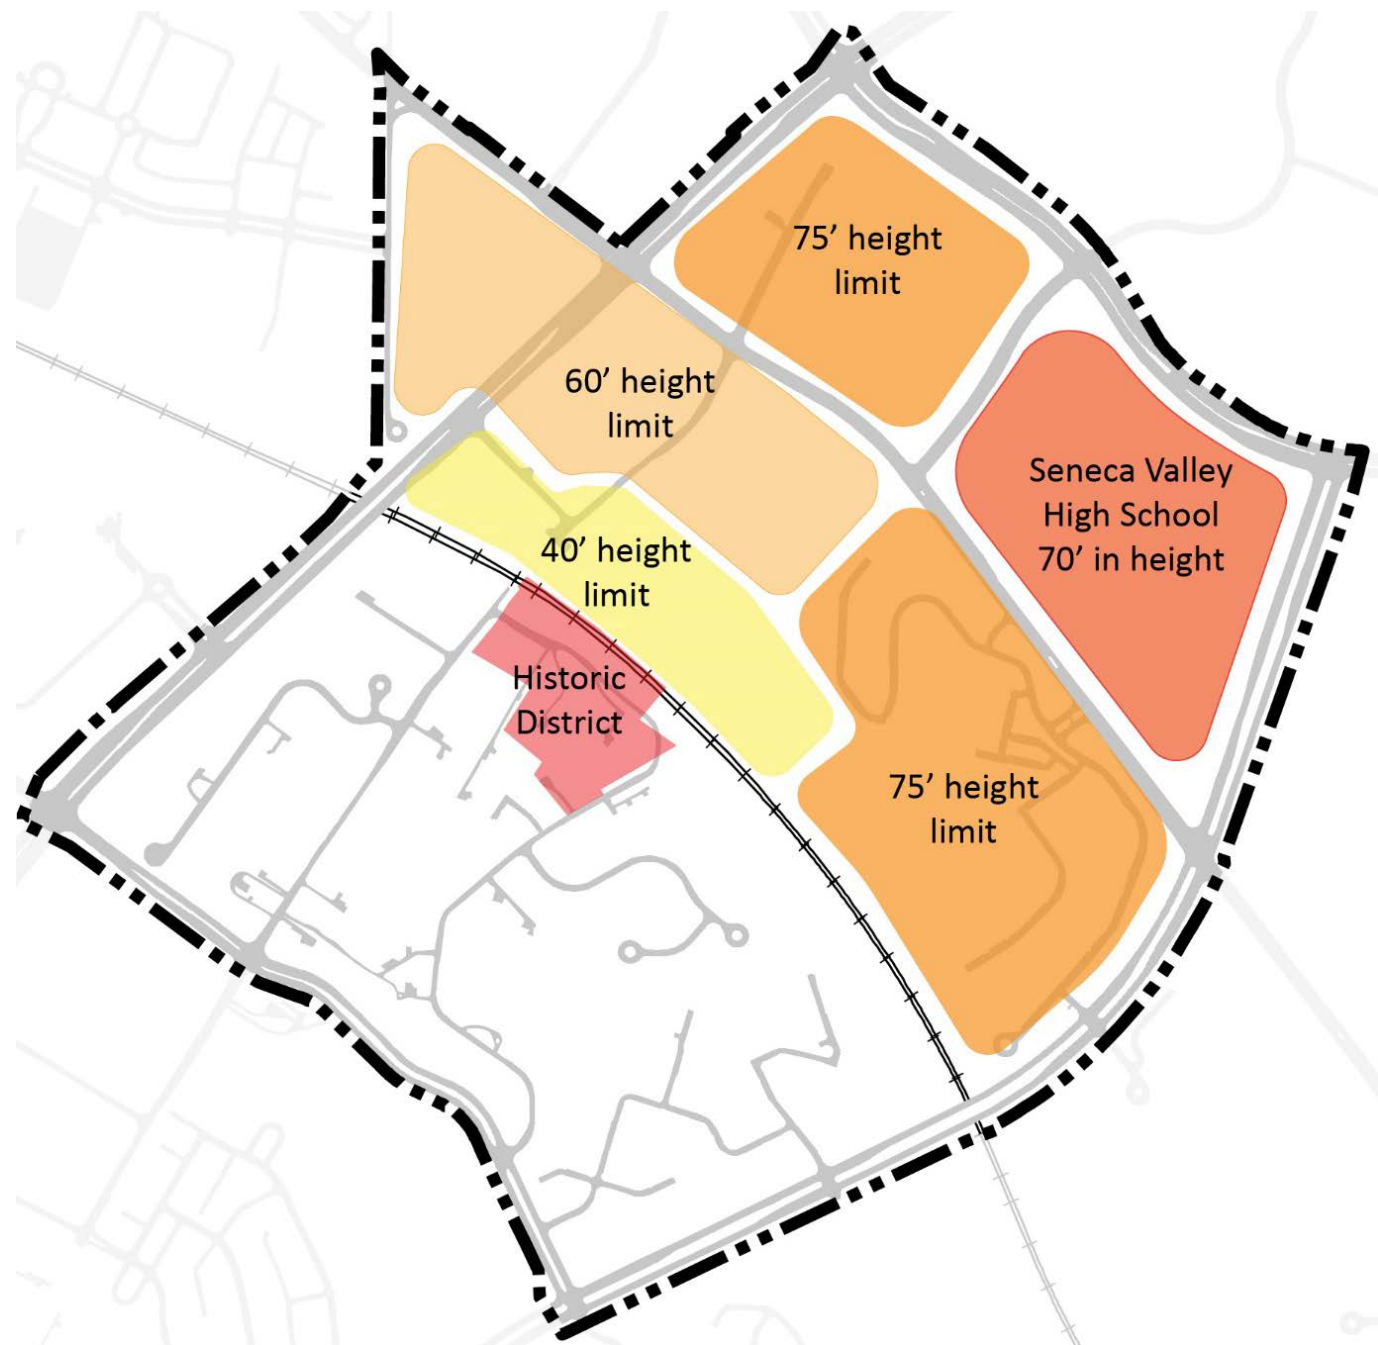 75’ height
limit
60’ height
limit
Seneca Valley
High School
70’ in height
40’ height
limit
Historic
District
75’ height
limit